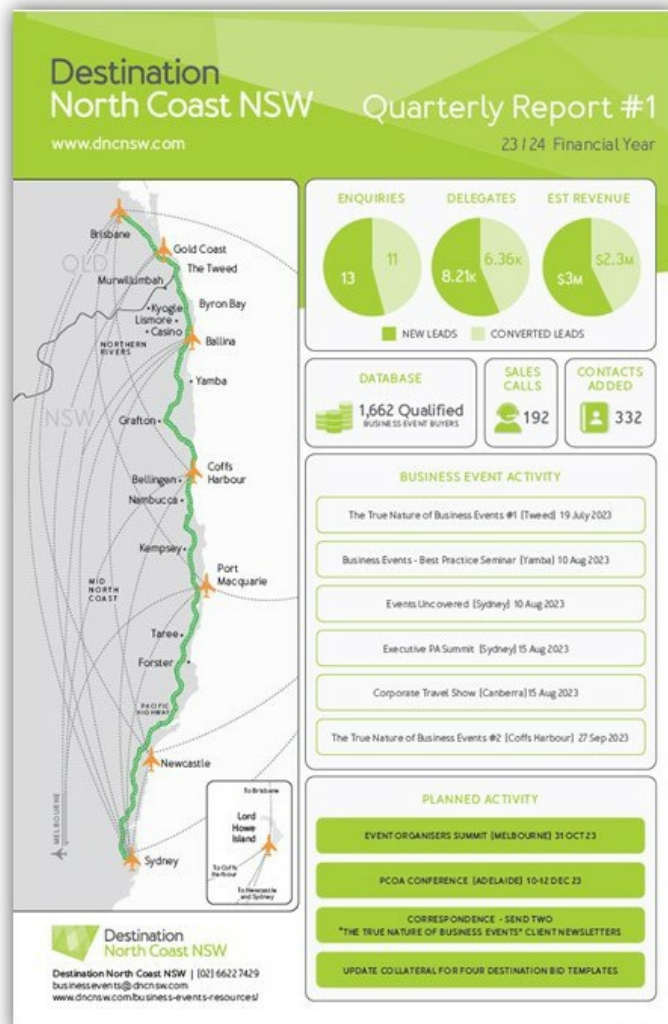 Destination
North Coast NSW
Quarterly Report #1
www.dncnsw.com
23 / 24 Financial Year
Brisbane
QLD
Gold Coast
The Tweed
Murwillumbah
Kyogle
Byron Bay
Lismore
Casino
NORTHERN
RIVERS
Ballina
Yamba
NSW
Grafton
Coffs
Harbour
Bellingen
Nambucca
Kempsey
Port
Macquarie
MID
NORTH
COAST
Taree
Forster
PACIFIC
HIGHWAY
Newcastle
MELBOURNE
Sydney
To Brisbane
Lord
Howe
Island
To Coffs
Harbour
To Newcastle
and Sydney
ENQUIRIES
DELEGATES
EST REVENUE
13
11
8.21K
6.36K
$3M
$2.3M
NEW LEADS
CONVERTED LEADS
DATABASE
1,662 Qualified
BUSINESS EVENT BUYERS
SALES
CALLS
192
CONTACTS
ADDED
332
BUSINESS EVENT ACTIVITY
The True Nature of Business Events #1 (Tweed) 19 July 2023
Business Events - Best Practice Seminar (Yamba) 10 Aug 2023
Events Uncovered (Sydney) 10 Aug 2023
Executive PA Summit (Sydney) 15 Aug 2023
Corporate Travel Show (Canberra) 15 Aug 2023
The True Nature of Business Events #2 (Coffs Harbour) 27 Sep 2023
PLANNED ACTIVITY
EVENT ORGANISERS SUMMIT (MELBOURNE) 31 OCT 23
PCOA CONFERENCE (ADELAIDE) 10-12 DEC 23
CORRESPONDENCE - SEND TWO
"THE TRUE NATURE OF BUSINESS EVENTS" CLIENT NEWSLETTERS
UPDATE COLLATERAL FOR FOUR DESTINATION BID TEMPLATES
Destination
North Coast NSW
Destination North Coast NSW | (02) 6622 7429
businessevents@dncnsw.com
www.dncnsw.com/business-events-resources/